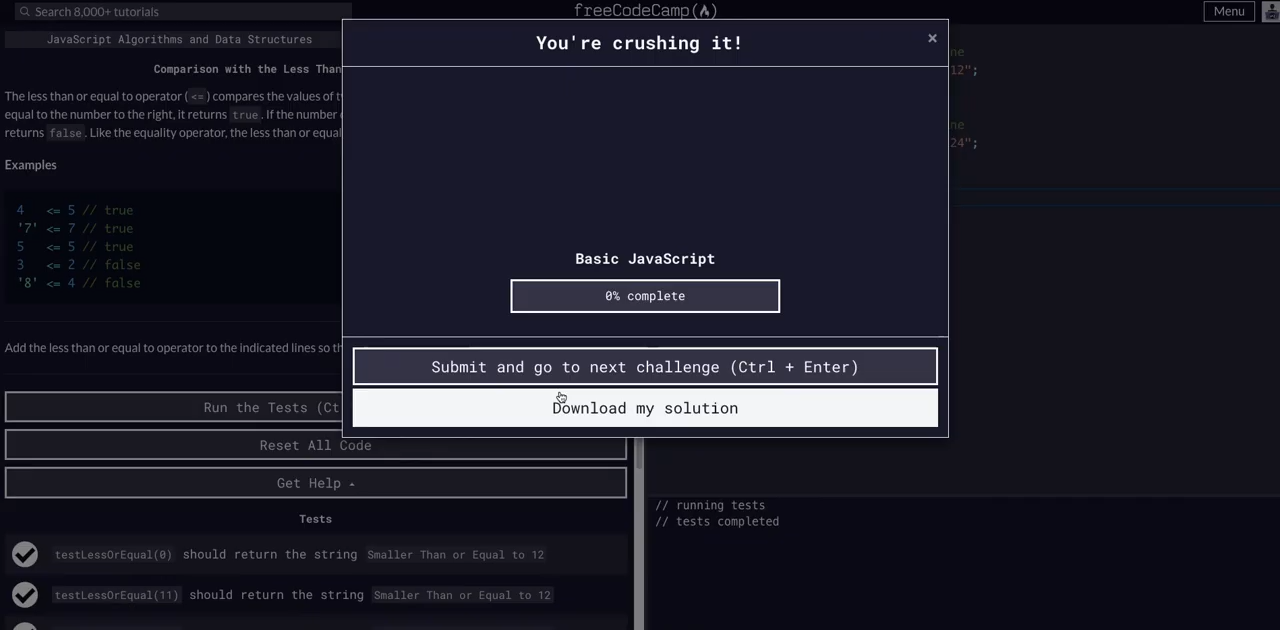 Search 8,000+ tutorials
freeCodeCamp
Menu
JavaScript Algorithms and Data Structures
Comparison with the Less Than
The less than or equal to operator (<=) compares the values of
equal to the number to the right, it returns true. If the number
returns false. Like the equality operator, the less than or equal
Examples
4 <= 5 // true
'7' <= 7 // true
5 <= 5 // true
3 <= 2 // false
'8' <= 4 // false
Add the less than or equal to operator to the indicated lines so
Run the Tests (Ct
Reset All Code
Get Help
Tests
testLessOrEqual(0) should return the string Smaller Than or Equal to 12
testLessOrEqual(11) should return the string Smaller Than or Equal to 12
You're crushing it!
×
Basic JavaScript
0% complete
Submit and go to next challenge (Ctrl + Enter)
Download my solution
ne
12";
ne
24";
// running tests
// tests completed